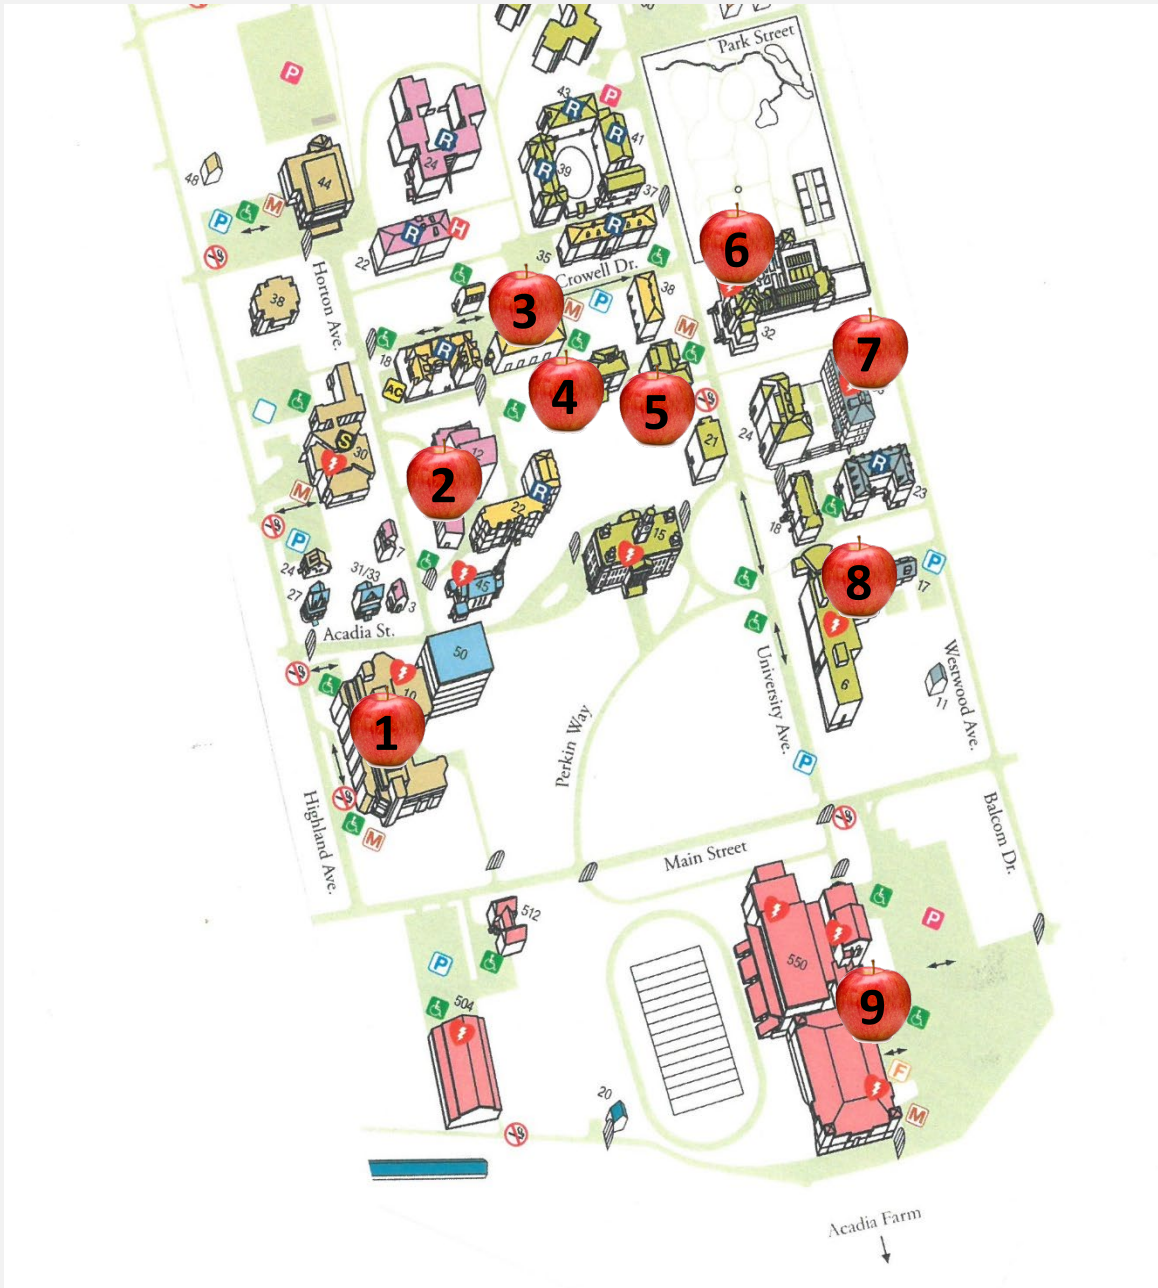 Park Street
P
P
43
R
R
41
R
24
R
39
44
48
37
M
P
R
H
R
22
35
6
Crowell Dr.
38
Horton Ave.
38
3
M
P
M
32
18
R
7
AC
4
5
24
21
S
30
12
2
R
23
M
22
R
18
P
15
24
7
31/33
45
8
P
17
27
3
Acadia St.
50
10
University Ave.
6
11
Westwood Ave.
1
Perkin Way
P
Highland Ave.
M
Balcom Dr.
Main Street
512
P
P
550
504
9
F
20
M
Acadia Farm